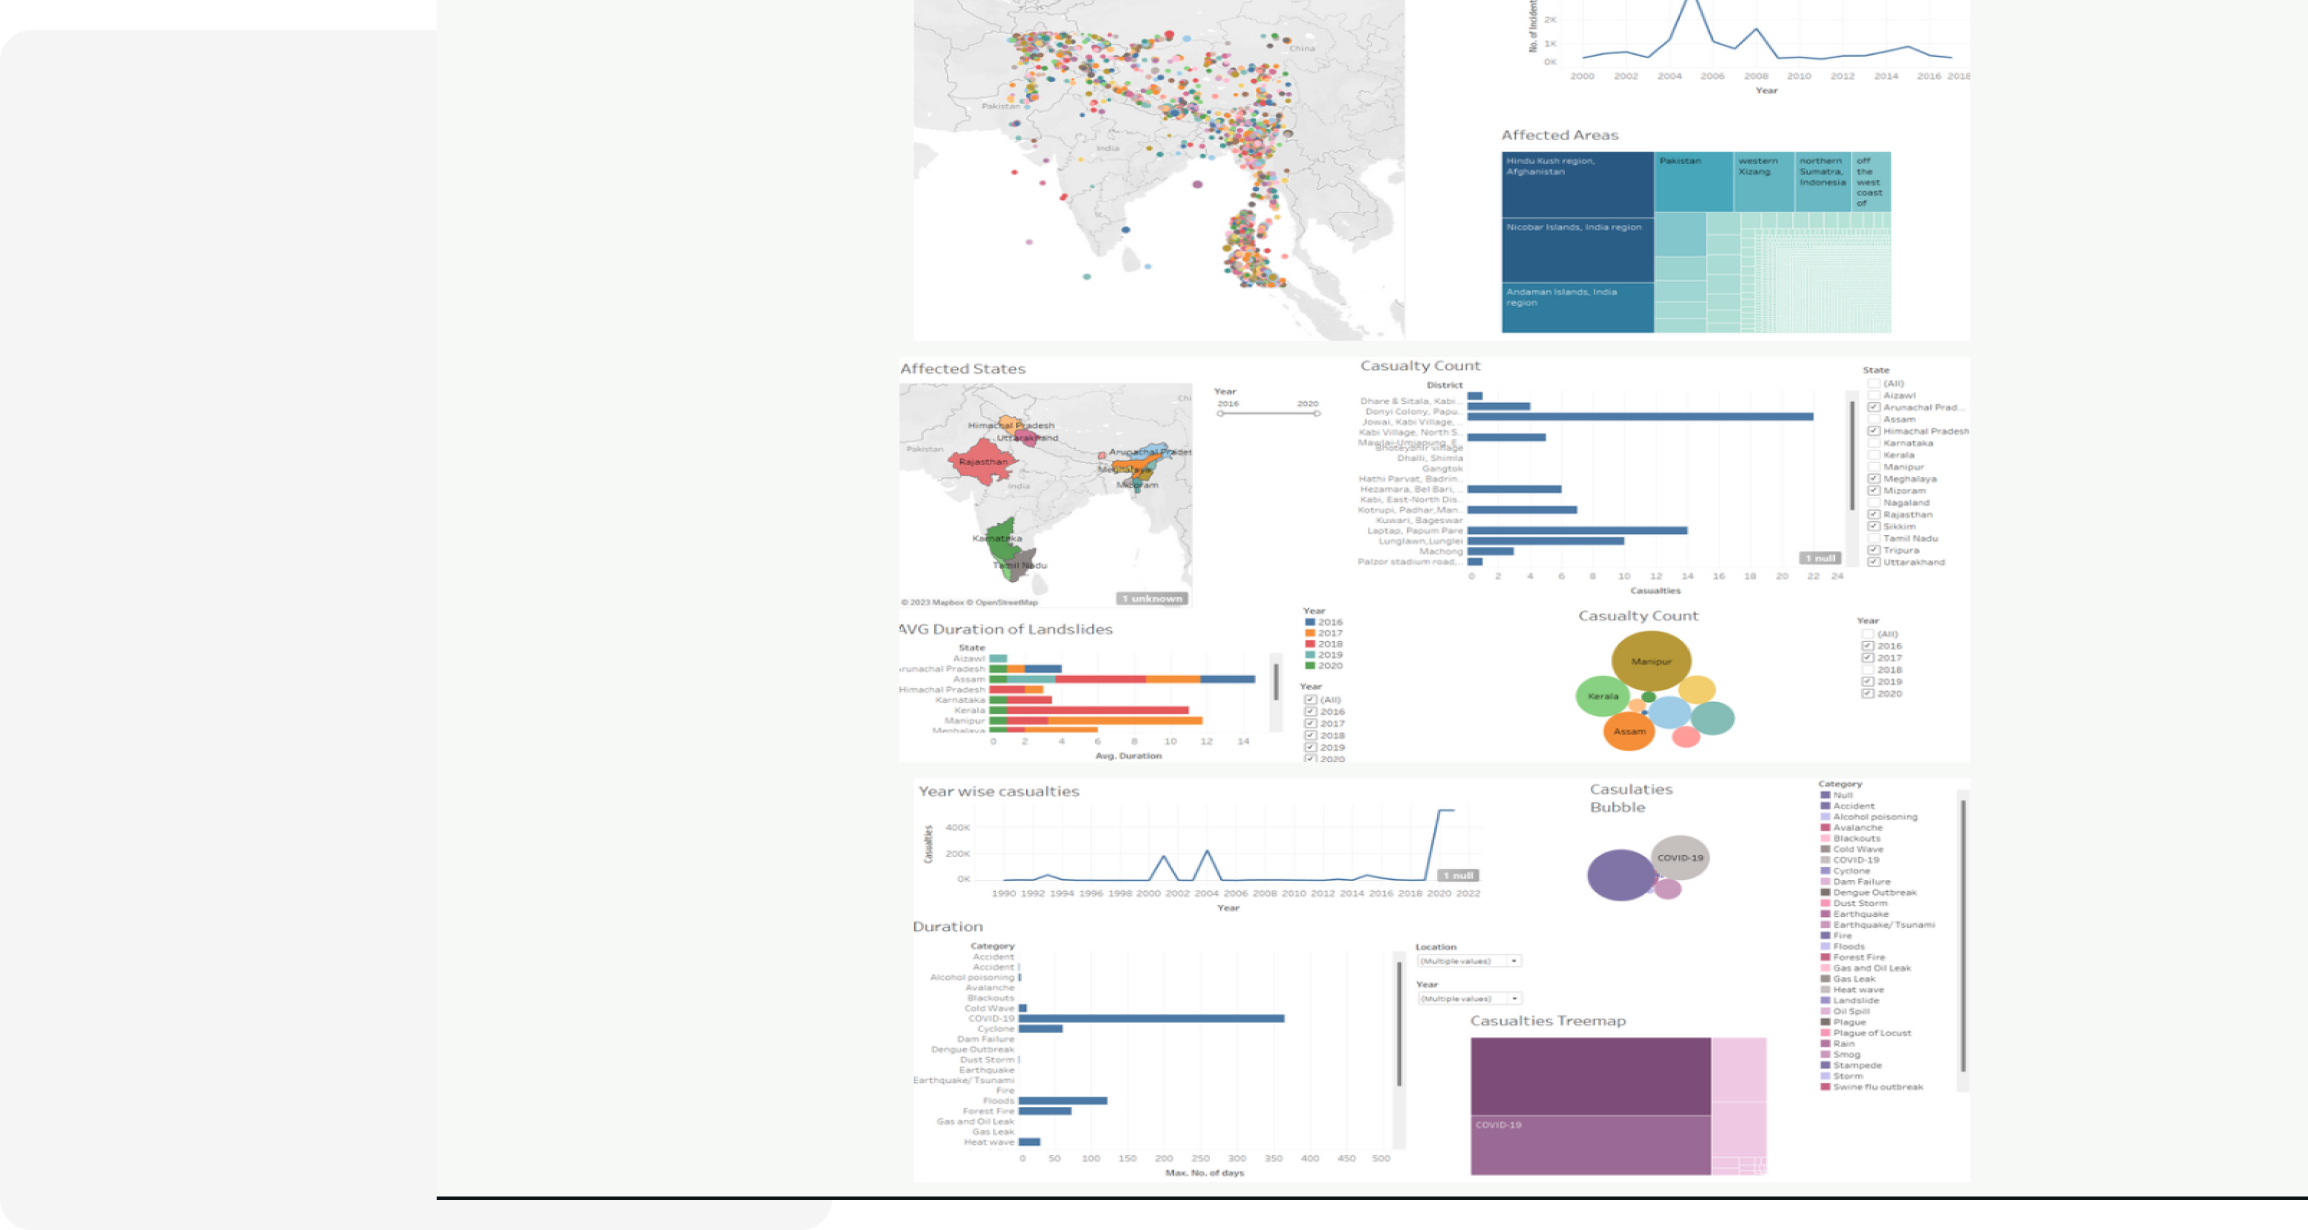 No. of Incident
2K
1K
0K
2000 2002 2004 2006 2008 2010 2012 2014 2016 2018
Year
China
Pakistan
India
Affected Areas
Hindu Kush region,
Afghanistan
Pakistan
western
Xizang
northern
Sumatra,
Indonesia
off
the
west
coast
of
Nicobar Islands, India region
Andaman Islands, India
region
Affected States
Chi
Himachal Pradesh
Uttarakhand
Pakistan
Arunachal Prades
Rajasthan
Meghalaya
India
Mizoram
Karnataka
Tamil Nadu
© 2023 Mapbox © OpenStreetMap
1 unknown
Year
2016 2020
Casualty Count
District
Dhare & Sitala, Kabi...
Donyi Colony, Papu...
Jowai, Kabi Village, ...
Kabi Village, North S...
Mawlai-Umjapung, E...
Bhoteybhir village
Dhalli, Shimla
Gangtok
Hathi Parvat, Badrin...
Hezamara, Bel Bari, ...
Kabi, East-North Dis...
Kotrupi, Padhar,Man...
Kuwari, Bageswar
Laptap, Papum Pare
Lunglawn,Lunglei
Machong
Palzor stadium road,...
1 null
0 2 4 6 8 10 12 14 16 18 20 22 24
Casualties
State
(All)
Aizawl
Arunachal Prad...
Assam
Himachal Pradesh
Karnataka
Kerala
Manipur
Meghalaya
Mizoram
Nagaland
Rajasthan
Sikkim
Tamil Nadu
Tripura
Uttarakhand
AVG Duration of Landslides
State
Aizawl
Arunachal Pradesh
Assam
Himachal Pradesh
Karnataka
Kerala
Manipur
Meghalaya
0 2 4 6 8 10 12 14
Avg. Duration
Year
2016
2017
2018
2019
2020
Year
(All)
2016
2017
2018
2019
2020
Casualty Count
Manipur
Kerala
Assam
Year
(All)
2016
2017
2018
2019
2020
Year wise casualties
Casualties
400K
200K
0K
1 null
1990 1992 1994 1996 1998 2000 2002 2004 2006 2008 2010 2012 2014 2016 2018 2020 2022
Year
Casulaties
Bubble
COVID-19
Category
Null
Accident
Alcohol poisoning
Avalanche
Blackouts
Cold Wave
COVID-19
Cyclone
Dam Failure
Dengue Outbreak
Dust Storm
Earthquake
Earthquake/ Tsunami
Fire
Floods
Forest Fire
Gas and Oil Leak
Gas Leak
Heat wave
Landslide
Oil Spill
Plague
Plague of Locust
Rain
Smog
Stampede
Storm
Swine flu outbreak
Duration
Category
Accident
Accident
Alcohol poisoning
Avalanche
Blackouts
Cold Wave
COVID-19
Cyclone
Dam Failure
Dengue Outbreak
Dust Storm
Earthquake
Earthquake/ Tsunami
Fire
Floods
Forest Fire
Gas and Oil Leak
Gas Leak
Heat wave
0 50 100 150 200 250 300 350 400 450 500
Max. No. of days
Location
(Multiple values)
Year
(Multiple values)
Casualties Treemap
COVID-19